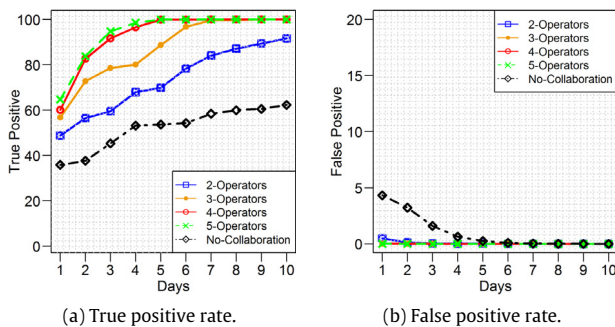 100
80
60
40
20
0
True Positive
2-Operators
3-Operators
4-Operators
5-Operators
No-Collaboration
1 2 3 4 5 6 7 8 9 10
Days
(a) True positive rate.
20
15
10
5
0
False Positive
2-Operators
3-Operators
4-Operators
5-Operators
No-Collaboration
1 2 3 4 5 6 7 8 9 10
Days
(b) False positive rate.